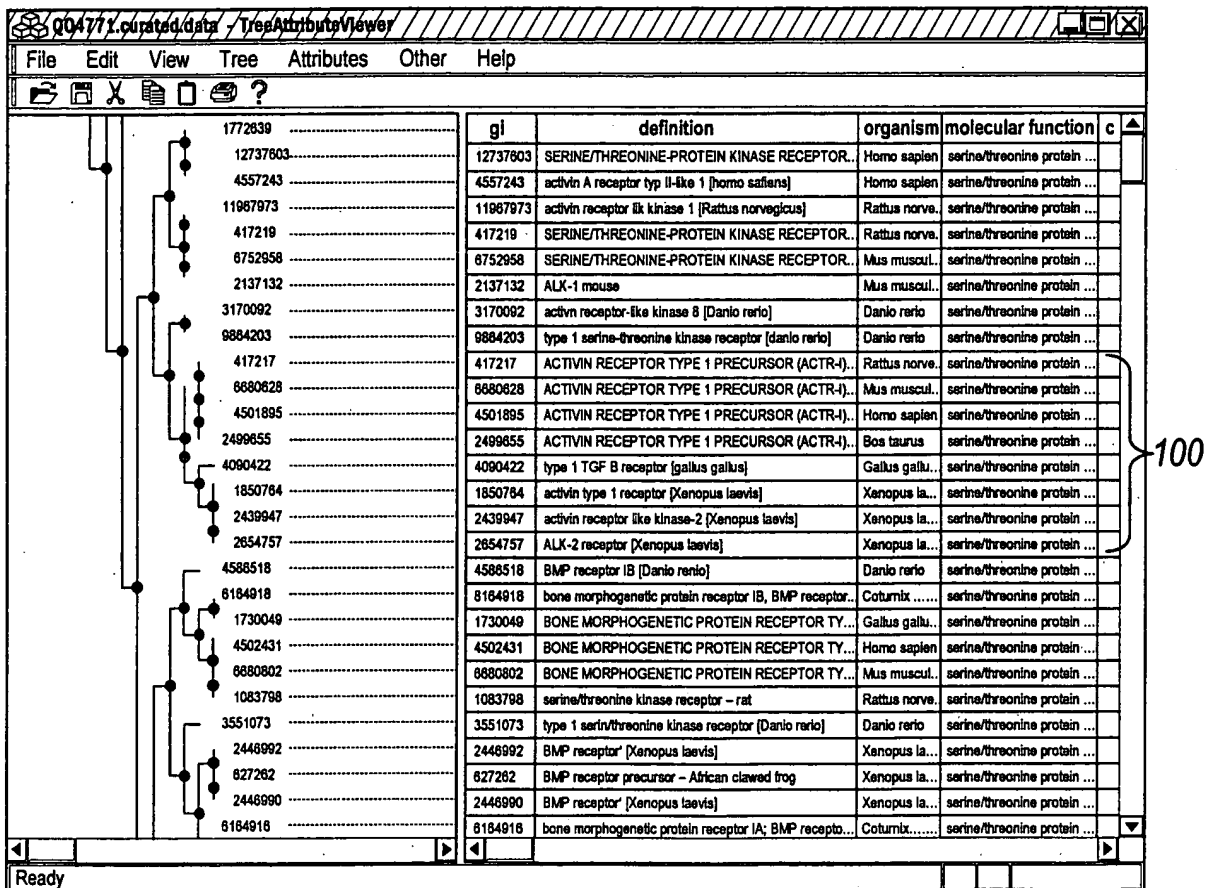 Q04771.curated.data - TreeAttributeViewer
File Edit View Tree Attributes Other Help
?
1772639
12737603
4557243
11967973
417219
6752958
2137132
3170092
9864203
417217
6680628
4501895
2499655
4090422
1850764
2439947
2654757
4586518
6164918
1730049
4502431
6680802
1083798
3551073
2446992
627262
2446990
6164916
gi definition organism molecular function c
12737603 SERINE/THREONINE-PROTEIN KINASE RECEPTOR... Homo sapien serine/threonine protein ...
4557243 activin A receptor typ II-like 1 [homo safiens] Homo sapien serine/threonine protein ...
11967973 activin receptor lik kinase 1 [Rattus norvegicus] Rattus norve.. serine/threonine protein ...
417219 SERINE/THREONINE-PROTEIN KINASE RECEPTOR... Rattus norve. serine/threonine protein ...
6752958 SERINE/THREONINE-PROTEIN KINASE RECEPTOR... Mus muscul.. serine/threonine protein ...
2137132 ALK-1 mouse Mus muscul... serine/threonine protein ...
3170092 activn receptor-like kinase 8 [Danio rerio] Danio rerio serine/threonine protein ...
9864203 type 1 serine-threonine kinase receptor [danio rerio] Danio rerio serine/threonine protein ...
417217 ACTIVIN RECEPTOR TYPE 1 PRECURSOR (ACTR-I)... Rattus norve... serine/threonine protein ...
6680628 ACTIVIN RECEPTOR TYPE 1 PRECURSOR (ACTR-I)... Mus muscul... serine/threonine protein ...
4501895 ACTIVIN RECEPTOR TYPE 1 PRECURSOR (ACTR-I)... Homo sapien serine/threonine protein ...
2499655 ACTIVIN RECEPTOR TYPE 1 PRECURSOR (ACTR-I)... Bos taurus serine/threonine protein ...
4090422 type 1 TGF B receptor [gallus gallus] Gallus gallu... serine/threonine protein ...
1850764 activin type 1 receptor [Xenopus laevis] Xenopus la... serine/threonine protein ...
2439947 activin receptor like kinase-2 [Xenopus laevis] Xenopus la... serine/threonine protein ...
2654757 ALK-2 receptor [Xenopus laevis] Xenopus la... serine/threonine protein ...
4586518 BMP receptor IB [Danio renio] Danio rerio serine/threonine protein ...
8164918 bone morphogenetic protein receptor IB, BMP receptor.. Coturnix ...... serine/threonine protein ...
1730049 BONE MORPHOGENETIC PROTEIN RECEPTOR TY... Gallus gallu.. serine/threonine protein ...
4502431 BONE MORPHOGENETIC PROTEIN RECEPTOR TY... Homo sapien serine/threonine protein ...
6680802 BONE MORPHOGENETIC PROTEIN RECEPTOR TY... Mus muscul... serine/threonine protein ...
1083798 serine/threonine kinase receptor – rat Rattus norve. serine/threonine protein ...
3551073 type 1 serin/threonine kinase receptor [Danio rerio] Danio rerio serine/threonine protein ...
2446992 BMP receptor' [Xenopus laevis] Xenopus la... serine/threonine protein ...
627262 BMP receptor precursor – African clawed frog Xenopus la... serine/threonine protein ...
2446990 BMP receptor' [Xenopus laevis] Xenopus la... serine/threonine protein ...
6164916 bone morphogenetic protein receptor IA; BMP recepto... Coturnix....... serine/threonine protein ...
100
Ready